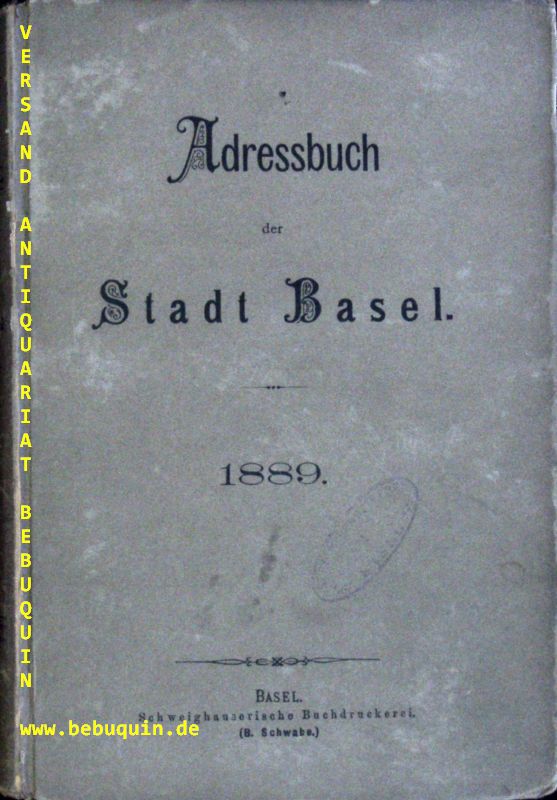 Adressbuch
der
Stadt Basel.
1889.
BASEL.
Schweighauserische Buchdruckerei.
(B. Schwabe.)
VERSAND ANTIQUARIAT BEBUQUIN
www.bebuquin.de